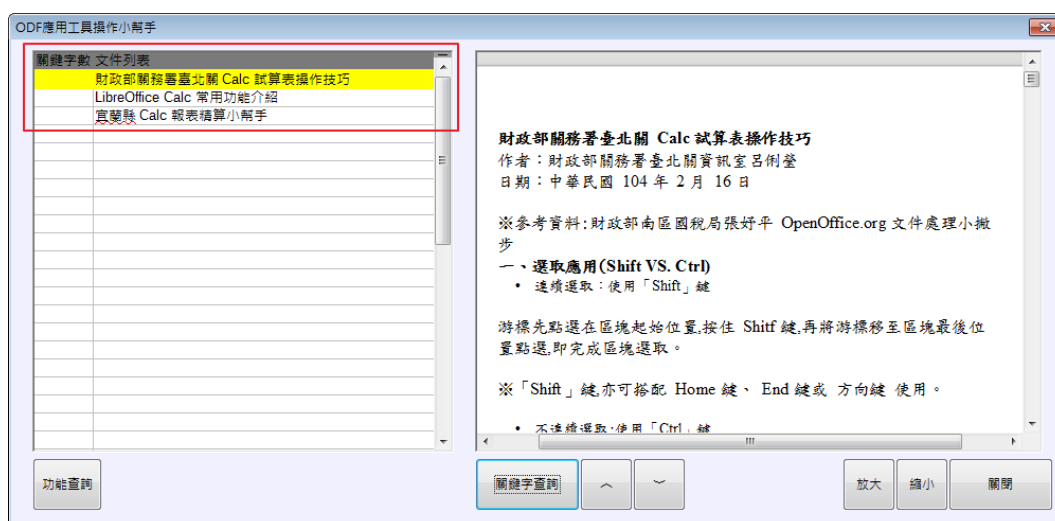 ODF應用工具操作小幫手
關鍵字數 文件列表
財政部關務署臺北關 Calc 試算表操作技巧
LibreOffice Calc 常用功能介紹
宜蘭縣 Calc 報表精算小幫手
財政部關務署臺北關 Calc 試算表操作技巧
作者：財政部關務署臺北關資訊室呂俐瑩
日期：中華民國 104 年 2 月 16 日
※參考資料:財政部南區國稅局張妤平 OpenOffice.org 文件處理小撇
步
一、選取應用(Shift VS. Ctrl)
• 連續選取：使用「Shift」鍵
游標先點選在區塊起始位置,按住 Shitf 鍵,再將游標移至區塊最後位
置點選,即完成區塊選取。
※「Shift 」鍵,亦可搭配 Home 鍵、 End 鍵或 方向鍵 使用。
• 不連續選取:使用「Ctrl」鍵
功能查詢
關鍵字查詢
放大
縮小
關閉